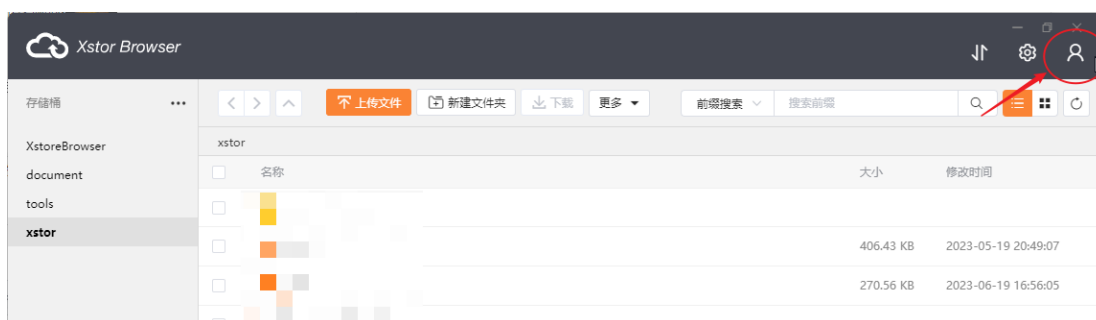 Xstor Browser
存储桶
上传文件 新建文件夹 下载 更多 前缀搜索 搜索前缀
XstoreBrowser
document
tools
xstor
xstor
名称 大小 修改时间
406.43 KB 2023-05-19 20:49:07
270.56 KB 2023-06-19 16:56:05